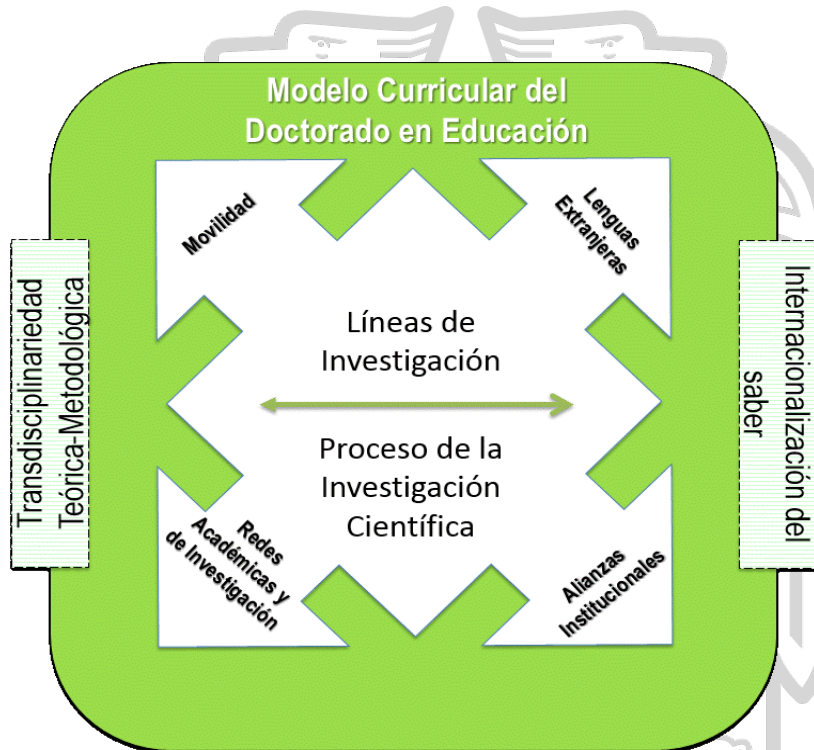 Modelo Curricular del
Doctorado en Educación
Movilidad
Lenguas
Extranjeras
Transdisciplinariedad
Teórica-Metodológica
Líneas de
Investigación
Proceso de la
Investigación
Científica
Internacionalización del
saber
Redes
Académicas y
de Investigación
Alianzas
Institucionales